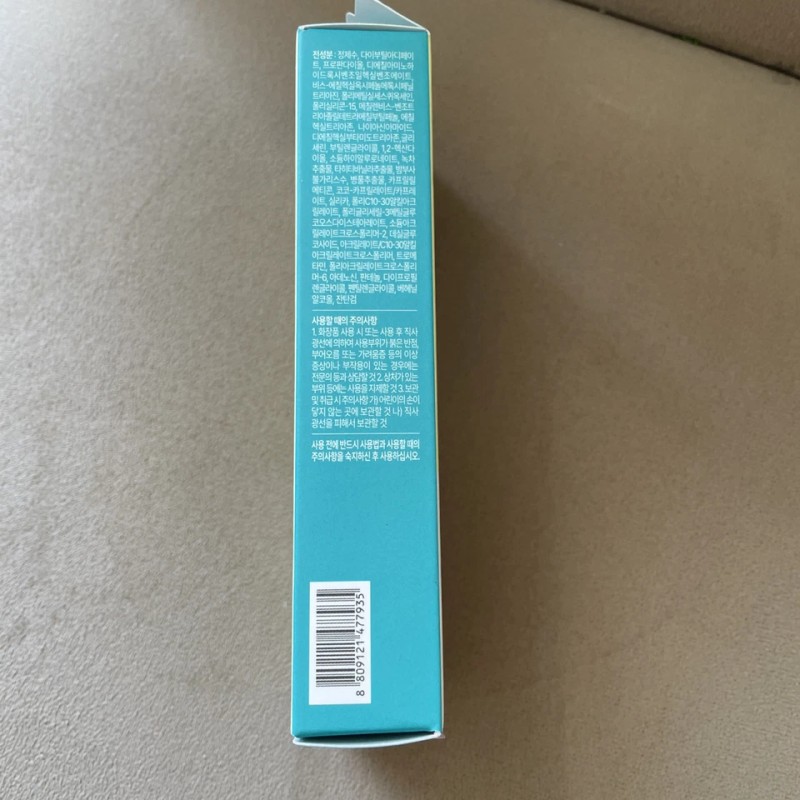 전성분 : 정제수, 다이부틸아디페이
트, 프로판다이올, 디에칠아미노하
이드록시벤조일헥실벤조에이트,
비스-에칠헥실옥시페놀메톡시페닐
트리아진, 폴리메틸실세스퀴옥세인,
폴리실리콘-15, 메칠렌비스-벤조트
리아졸릴테트라메칠부틸페놀, 에칠
헥실트리아존, 나이아신아마이드,
디에칠헥실부타미도트리아존, 글리
세린, 부틸렌글라이콜, 1,2-헥산다
이올, 소듐하이알루로네이트, 녹차
추출물, 타히티바닐라추출물, 밤부사
불가리스수, 병풀추출물, 카프릴릴
메티콘, 코코-카프릴레이트/카프레
이트, 실리카, 폴리C10-30알킬아크
릴레이트, 폴리글리세릴-3메틸글루
코오스다이스테아레이트, 소듐아크
릴레이트크로스폴리머-2, 데실글루
코사이드, 아크릴레이트/C10-30알킬
아크릴레이트크로스폴리머, 트로메
타민, 폴리아크릴레이트크로스폴리
머-6, 아데노신, 판테놀, 다이프로필
렌글라이콜, 펜틸렌글라이콜, 베헤닐
알코올, 잔탄검
사용할 때의 주의사항
1. 화장품 사용 시 또는 사용 후 직사
광선에 의하여 사용부위가 붉은 반점,
부어오름 또는 가려움증 등의 이상
증상이나 부작용이 있는 경우에는
전문의 등과 상담할 것 2. 상처가 있는
부위 등에는 사용을 자제할 것 3. 보관
및 취급 시 주의사항 가) 어린이의 손이
닿지 않는 곳에 보관할 것 나) 직사
광선을 피해서 보관할 것
사용 전에 반드시 사용법과 사용할 때의
주의사항을 숙지하신 후 사용하십시오.
8 809121 477935